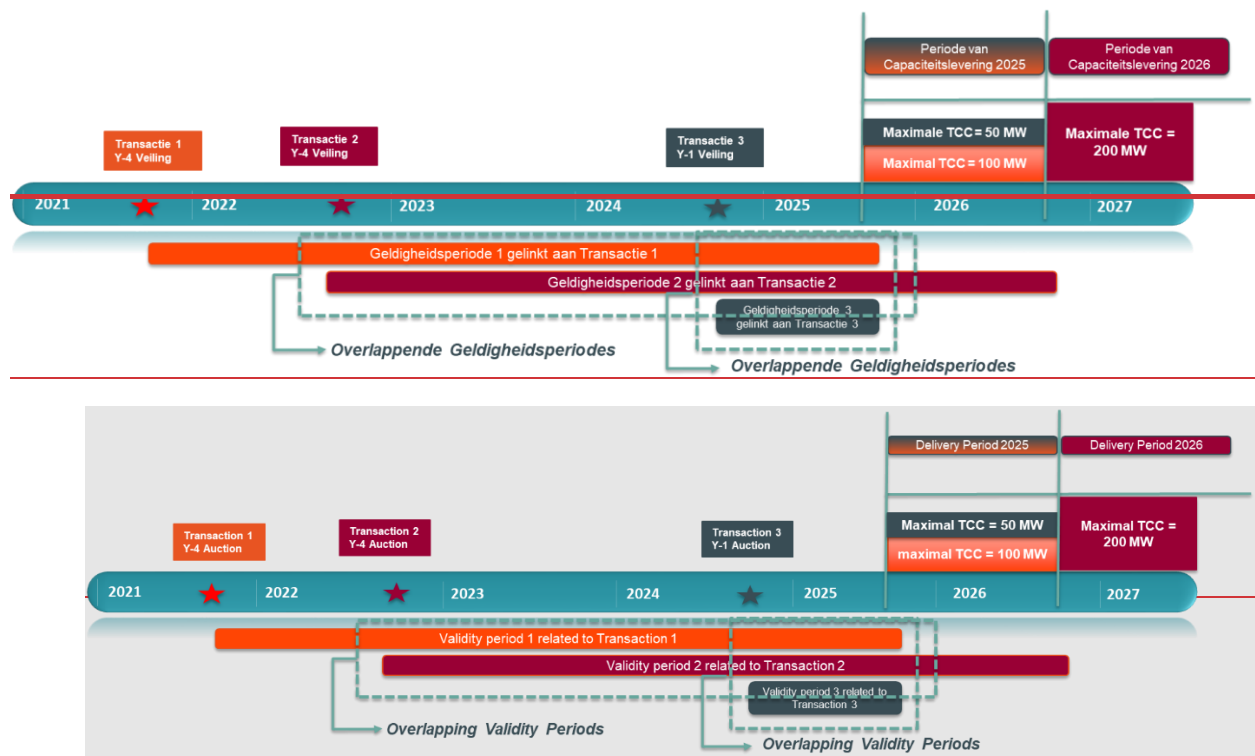 Periode van
Capaciteitslevering 2025
Periode van
Capaciteitslevering 2026
Transactie 1
Y-4 Veiling
Transactie 2
Y-4 Veiling
Transactie 3
Y-1 Veiling
Maximale TCC = 50 MW
Maximal TCC = 100 MW
Maximale TCC =
200 MW
2021
2022
2023
2024
2025
2026
2027
Geldigheidsperiode 1 gelinkt aan Transactie 1
Geldigheidsperiode 2 gelinkt aan Transactie 2
Geldigheidsperiode 3
gelinkt aan Transactie 3
Overlappende Geldigheidsperiodes
Overlappende Geldigheidsperiodes
Delivery Period 2025
Delivery Period 2026
Transaction 1
Y-4 Auction
Transaction 2
Y-4 Auction
Transaction 3
Y-1 Auction
Maximal TCC = 50 MW
maximal TCC = 100 MW
Maximal TCC =
200 MW
2021
2022
2023
2024
2025
2026
2027
Validity period 1 related to Transaction 1
Validity period 2 related to Transaction 2
Validity period 3 related to
Transaction 3
Overlapping Validity Periods
Overlapping Validity Periods